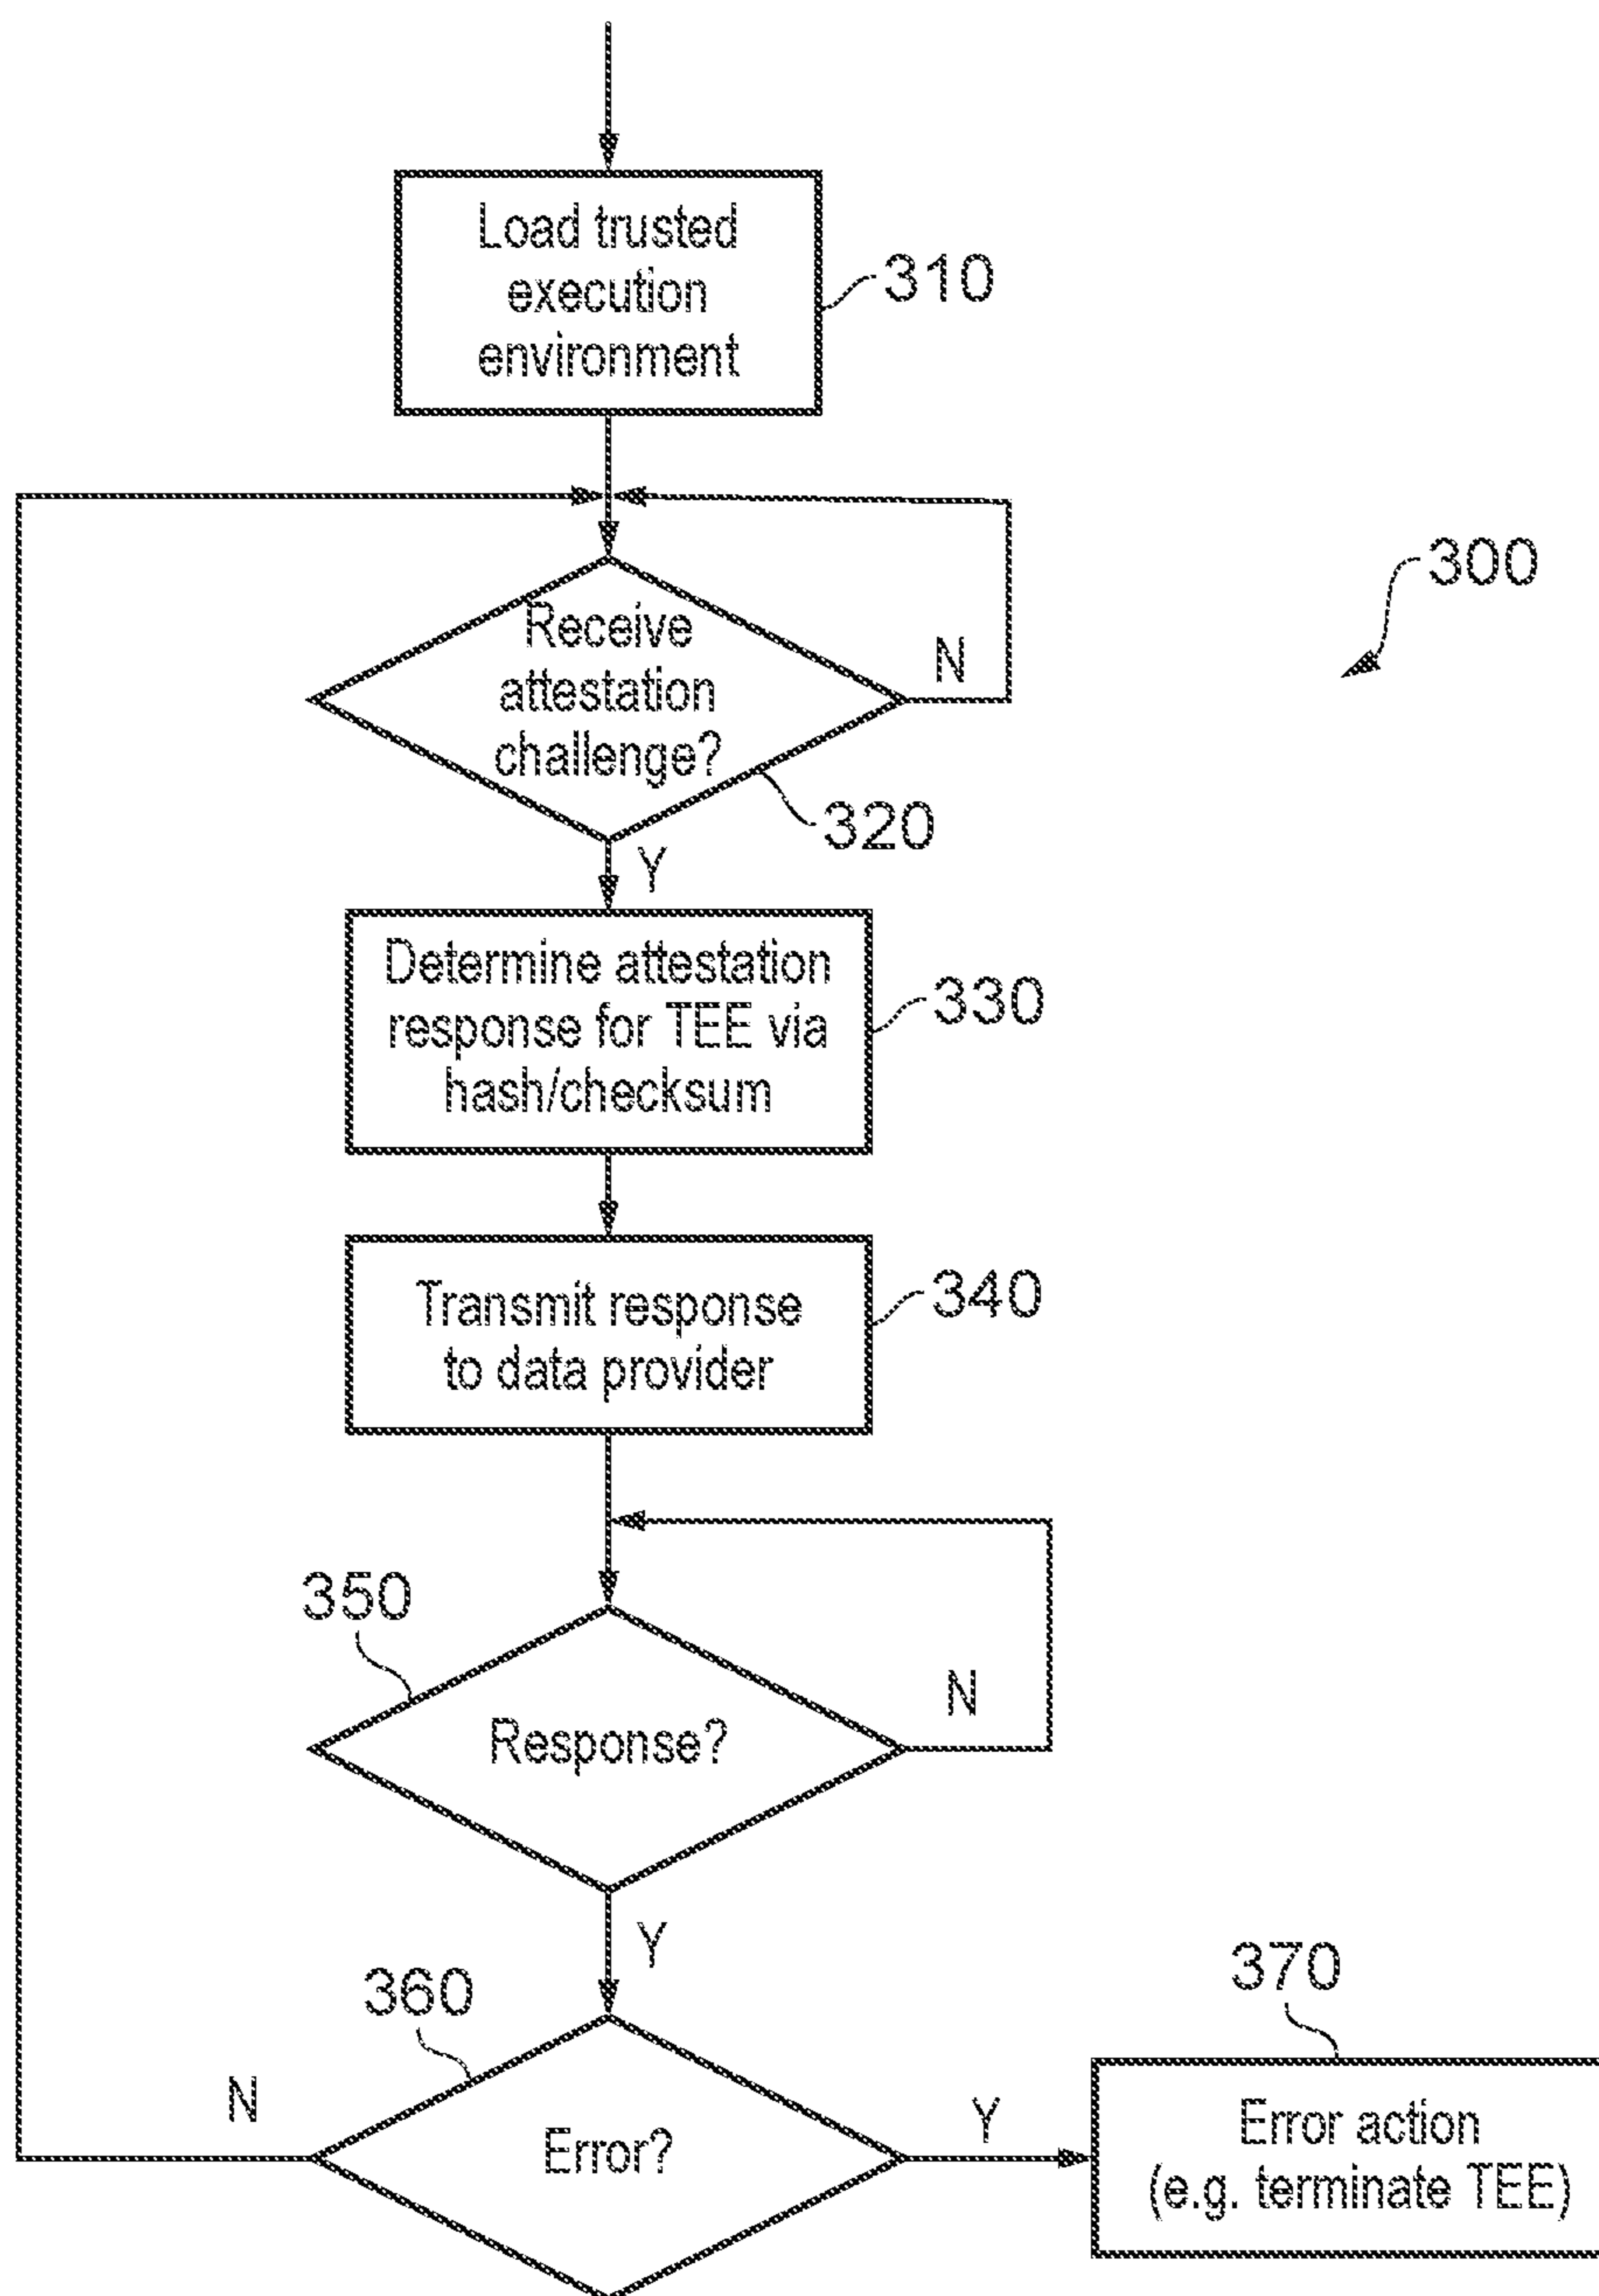 Load trusted
execution
environment
310
300
Receive
attestation
challenge?
N
320
Y
Determine attestation
response for TEE via
hash/checksum
330
Transmit response
to data provider
340
350
Response?
N
Y
360
370
N
Error?
Y
Error action
(e.g. terminate TEE)